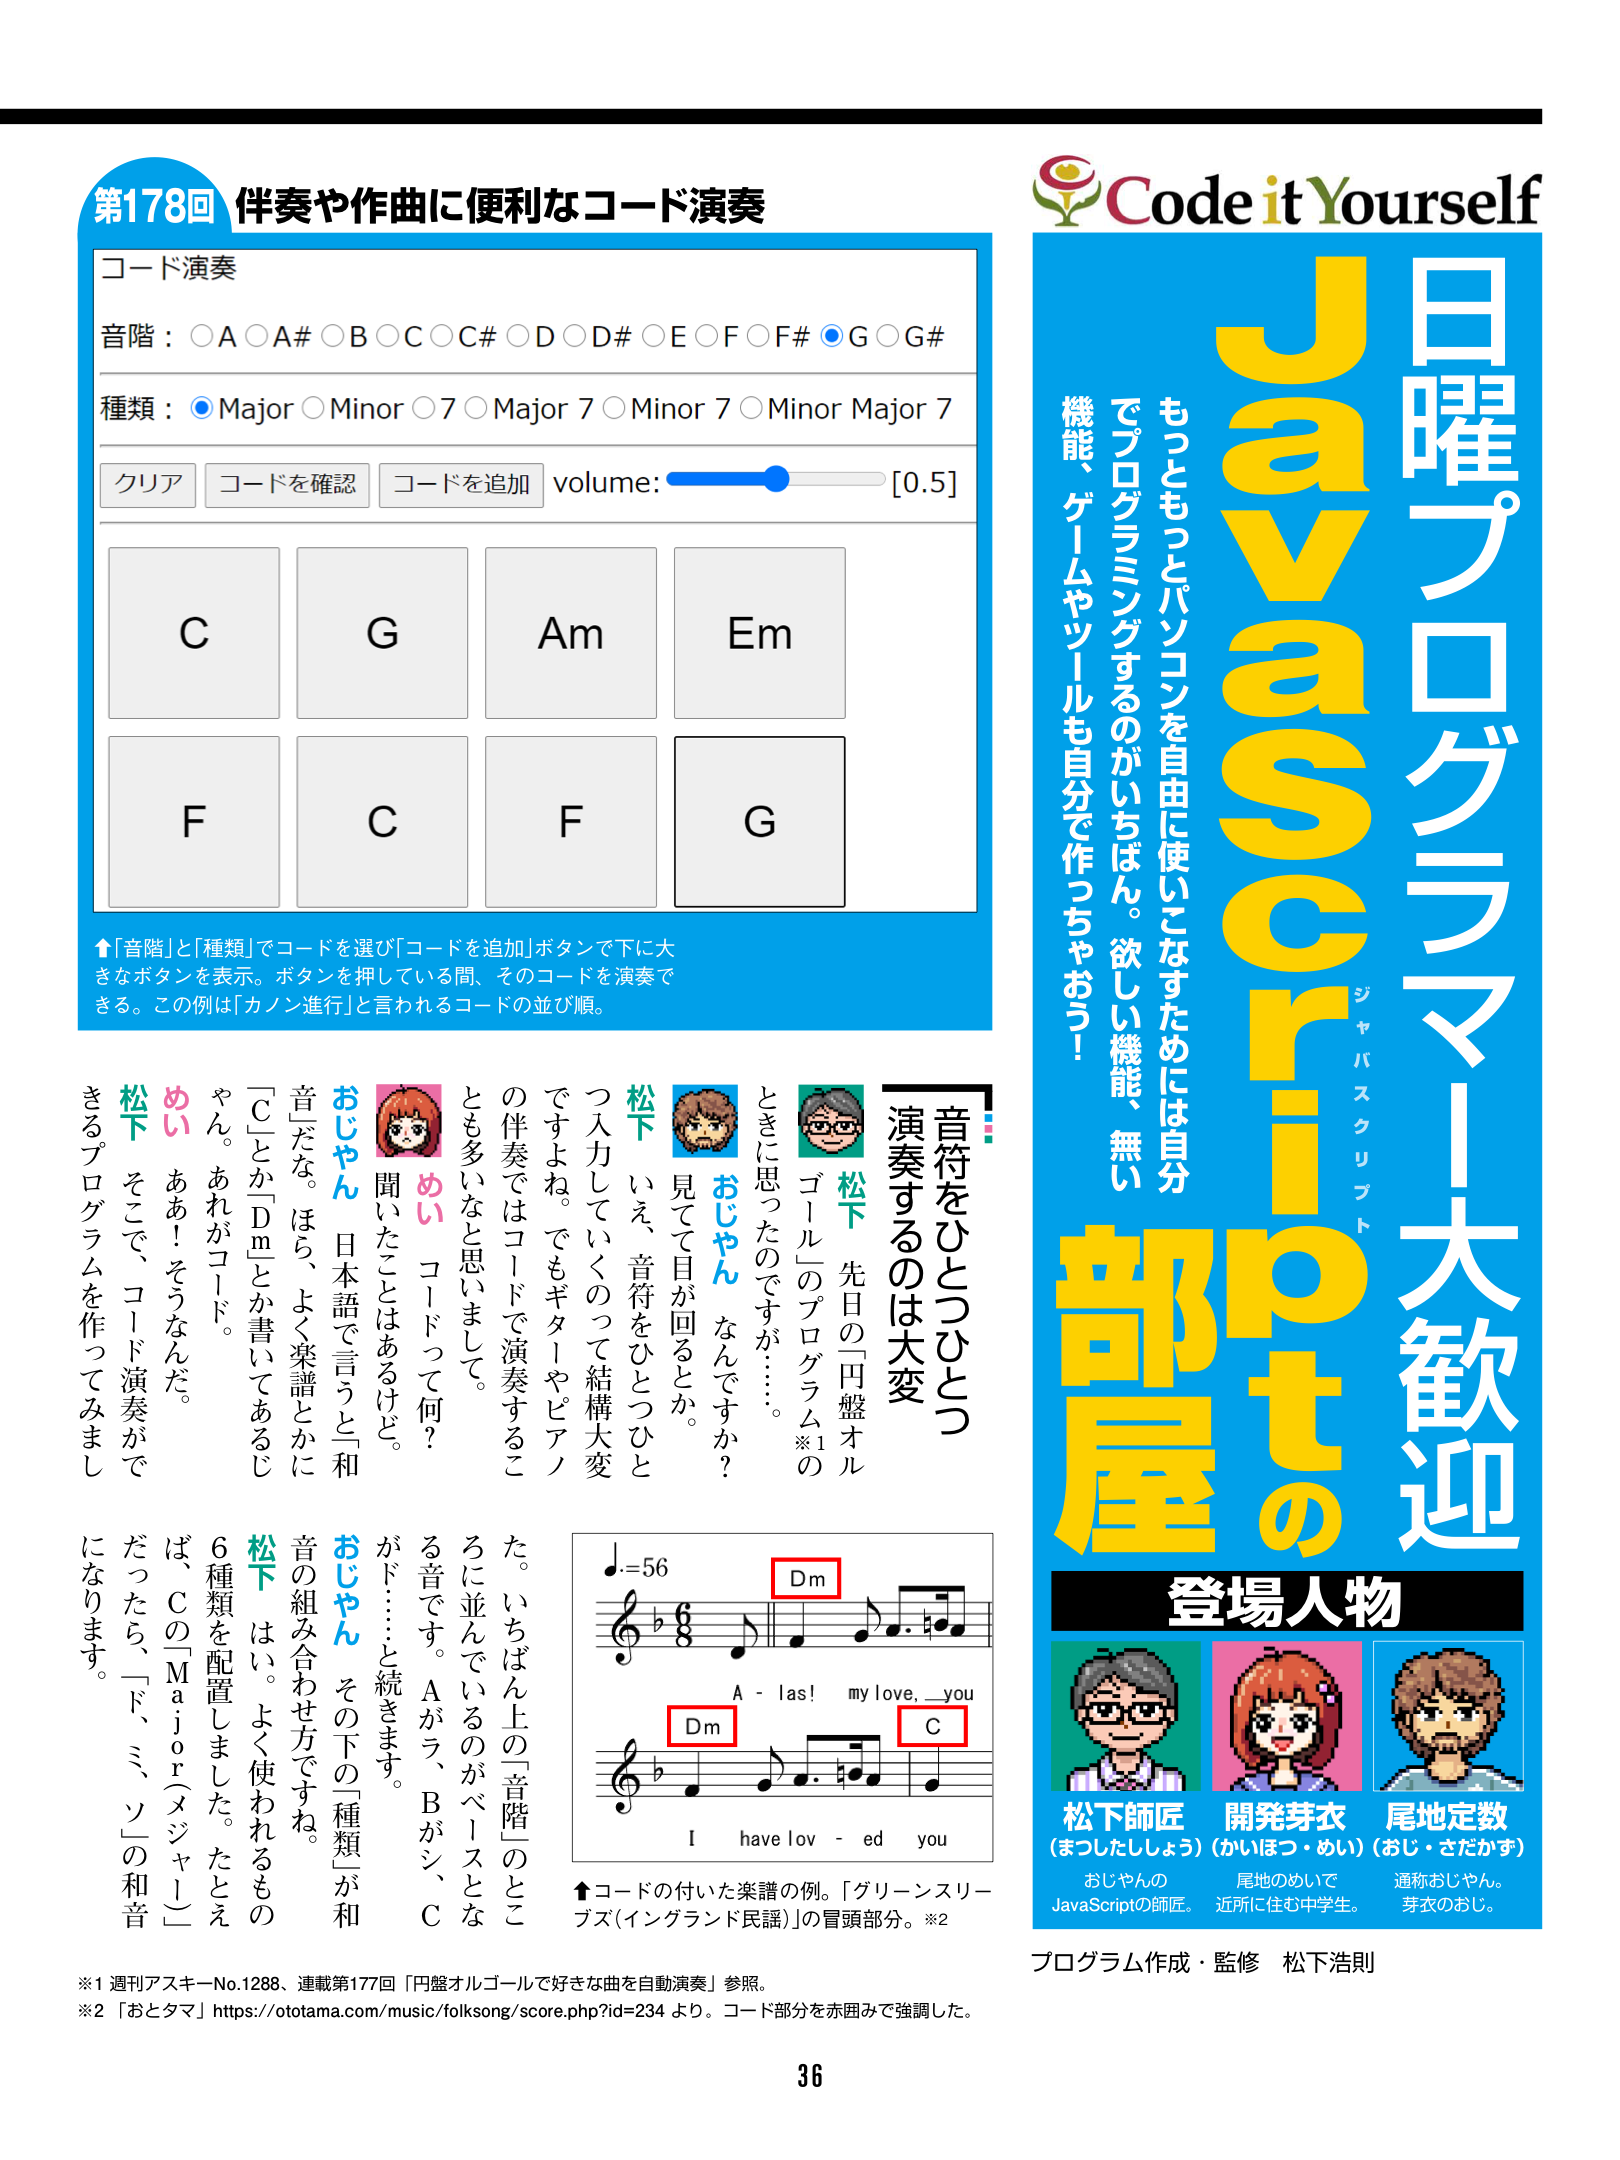 Code it Yourself
日曜プログラマー大歓迎
JavaScriptの
ジャバスクリプト
部屋
もっともっとパソコンを自由に使いこなすためには自分
でプログラミングするのがいちばん。欲しい機能、無い
機能、ゲームやツールも自分で作っちゃおう！
登場人物
松下師匠
(まつしたししょう)
おじやんの
JavaScriptの師匠。
開発芽衣
(かいほつ・めい)
尾地のめいで
近所に住む中学生。
尾地定数
(おじ・さだかず)
通称おじやん。
芽衣のおじ。
プログラム作成・監修　松下浩則
第178回 伴奏や作曲に便利なコード演奏
コード演奏
音階： A A# B C C# D D# E F F# G G#
種類： Major Minor 7 Major 7 Minor 7 Minor Major 7
クリア コードを確認 コードを追加 volume: [0.5]
C G Am Em
F C F G
⬆「音階」と「種類」でコードを選び「コードを追加」ボタンで下に大
きなボタンを表示。ボタンを押している間、そのコードを演奏で
きる。この例は「カノン進行」と言われるコードの並び順。
音符をひとつひとつ
演奏するのは大変
松下　先日の「円盤オル
ゴール」のプログラム※1の
ときに思ったのですが……。
おじやん　なんですか？
見てて目が回るとか。
松下　いえ、音符をひとつひと
つ入力していくのって結構大変
ですよね。でもギターやピアノ
の伴奏ではコードで演奏するこ
とも多いなと思いまして。
めい　コードって何？
聞いたことはあるけど。
おじやん　日本語で言うと「和
音」だな。ほら、よく楽譜とかに
「C」とか「Dm」とか書いてあるじ
ゃん。あれがコード。
めい　ああ！そうなんだ。
松下　そこで、コード演奏がで
きるプログラムを作ってみまし
た。いちばん上の「音階」のとこ
ろに並んでいるのがベースとな
る音です。Aがラ、Bがシ、C
がド……と続きます。
おじやん　その下の「種類」が和
音の組み合わせ方ですね。
松下　はい。よく使われるもの
6種類を配置しました。たとえ
ば、Cの「Major(メジャー)」
だったら、「ド、ミ、ソ」の和音
になります。
♩.=56
Dm
6
8
A - las! my love, __you
Dm C
I have lov - ed you
⬆コードの付いた楽譜の例。「グリーンスリー
ブズ(イングランド民謡)」の冒頭部分。※2
※1 週刊アスキーNo.1288、連載第177回「円盤オルゴールで好きな曲を自動演奏」参照。
※2 「おとタマ」https://ototama.com/music/folksong/score.php?id=234 より。コード部分を赤囲みで強調した。
36